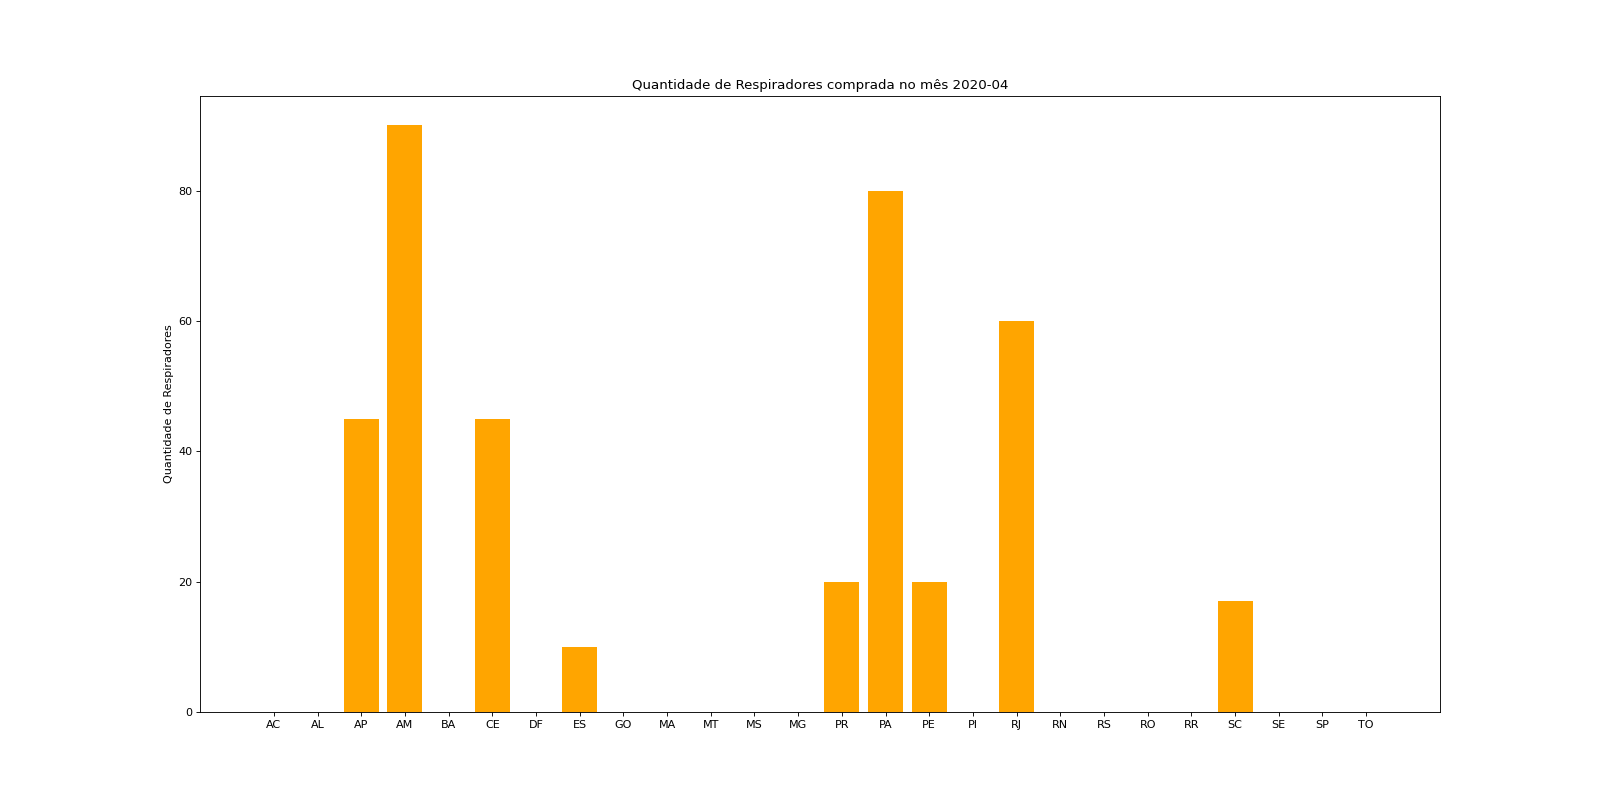 Quantidade de Respiradores comprada no mês 2020-04
Quantidade de Respiradores
80
60
40
20
0
AC AL AP AM BA CE DF ES GO MA MT MS MG PR PA PE PI RJ RN RS RO RR SC SE SP TO